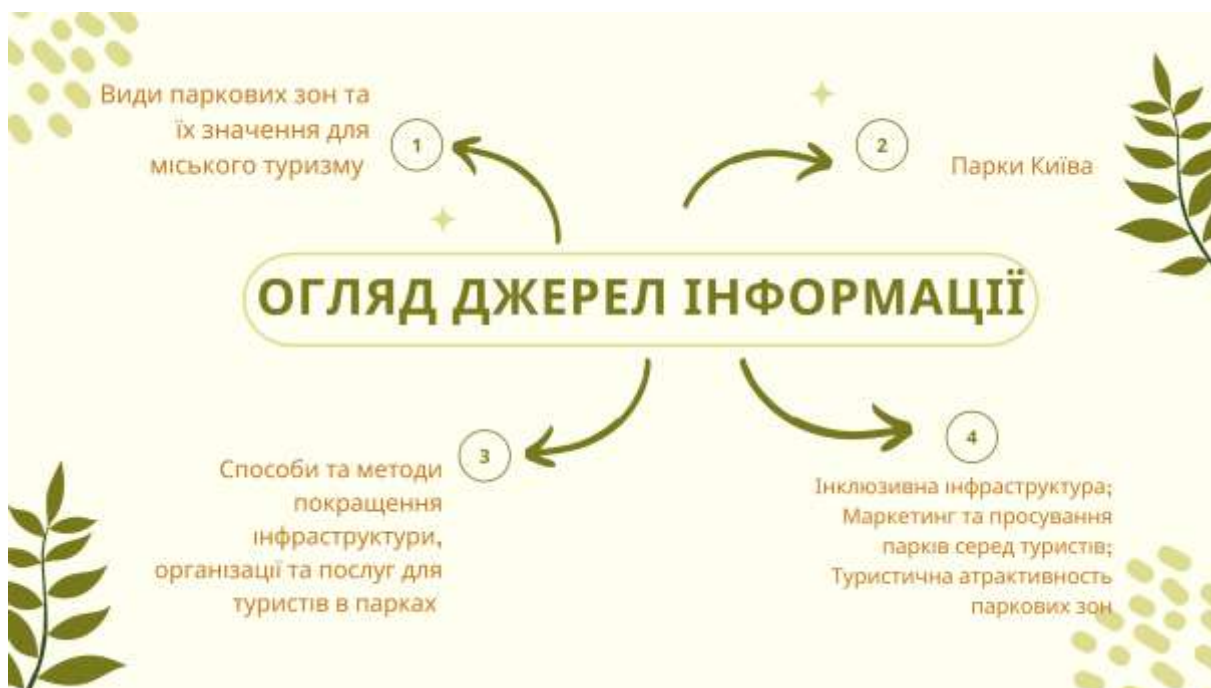 Види паркових зон та
їх значення для
міського туризму
1
2
Парки Київа
ОГЛЯД ДЖЕРЕЛ ІНФОРМАЦІЇ
3
Способи та методи
покращення
інфраструктури,
організації та послуг для
туристів в парках
4
Інклюзивна інфраструктура;
Маркетинг та просування
парків серед туристів;
Туристична атрактивность
паркових зон